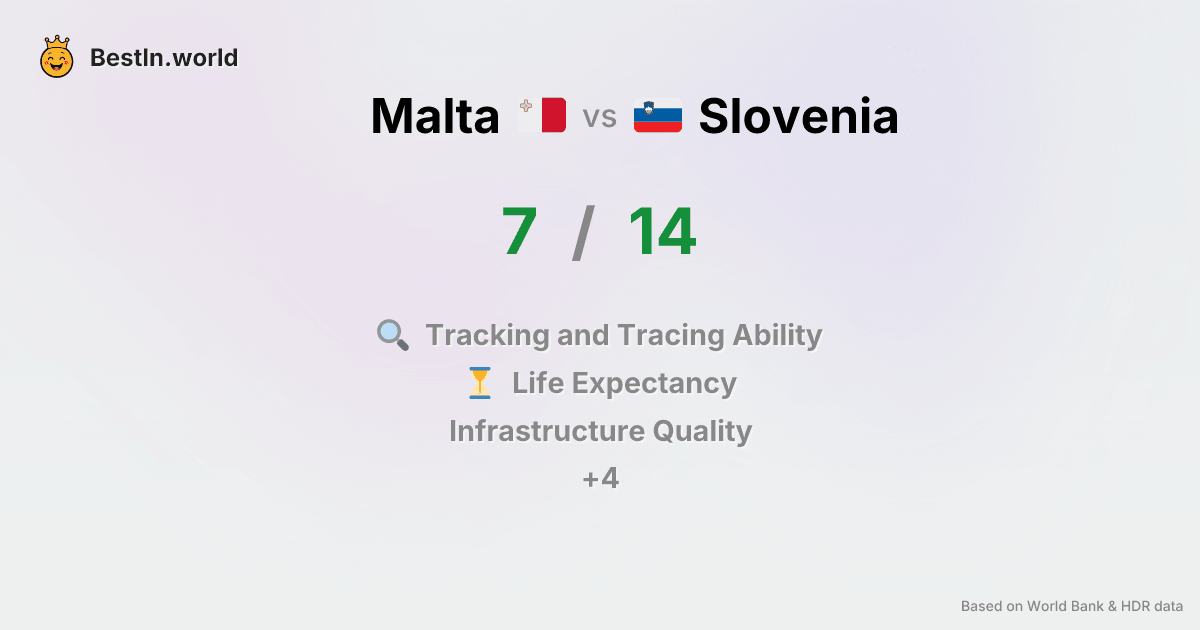 BestIn.world
Malta vs Slovenia
7 / 14
Tracking and Tracing Ability
Life Expectancy
Infrastructure Quality
+4
Based on World Bank & HDR data